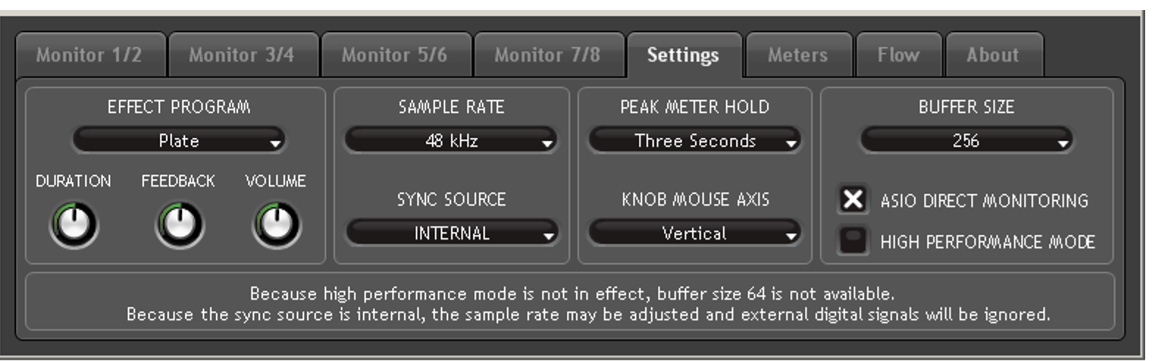 Monitor 1/2
Monitor 3/4
Monitor 5/6
Monitor 7/8
Settings
Meters
Flow
About
EFFECT PROGRAM
Plate
DURATION
FEEDBACK
VOLUME
SAMPLE RATE
48 kHz
SYNC SOURCE
INTERNAL
PEAK METER HOLD
Three Seconds
KNOB MOUSE AXIS
Vertical
BUFFER SIZE
256
ASIO DIRECT MONITORING
HIGH PERFORMANCE MODE
Because high performance mode is not in effect, buffer size 64 is not available.
Because the sync source is internal, the sample rate may be adjusted and external digital signals will be ignored.